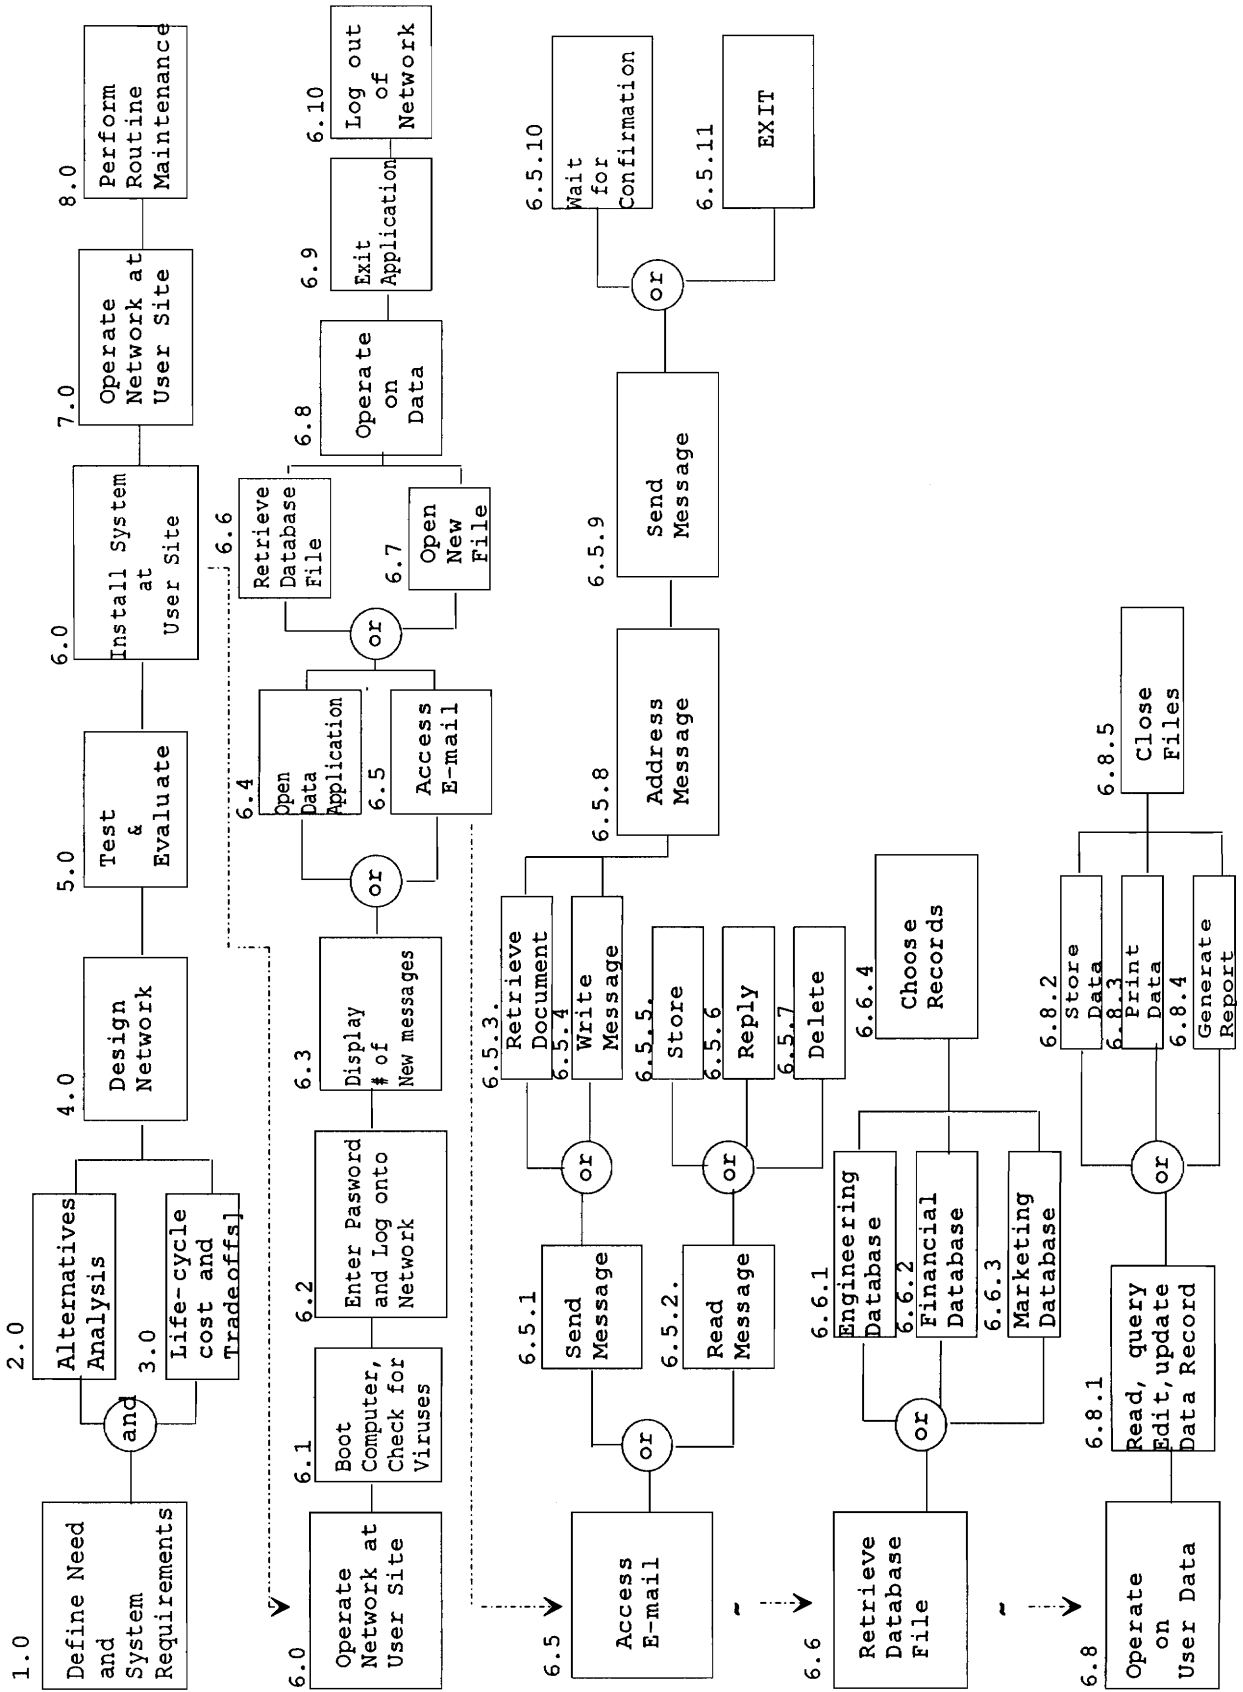 1.0
Define Need
and
System
Requirements
and
2.0
Alternatives
Analysis
3.0
Life-cycle
cost and
Tradeoffs]
4.0
Design
Network
5.0
Test
&
Evaluate
6.0
Install System
at
User Site
7.0
Operate
Network at
User Site
8.0
Perform
Routine
Maintenance
6.0
Operate
Network at
User Site
6.1
Boot
Computer,
Check for
Viruses
6.2
Enter Pasword
and Log onto
Network
6.3
Display
# of
New messages
or
6.4
Open
Data
Application
6.5
Access
E-mail
or
6.6
Retrieve
Database
File
6.7
Open
New
File
6.8
Operate
on
Data
6.9
Exit
Application
6.10
Log out
of
Network
6.5
Access
E-mail
or
6.5.1
Send
Message
6.5.2.
Read
Message
or
6.5.3.
Retrieve
Document
6.5.4
Write
Message
or
6.5.5.
Store
6.5.6
Reply
6.5.7
Delete
6.5.8
Address
Message
6.5.9
Send
Message
or
6.5.10
Wait
for
Confirmation
6.5.11
EXIT
~
6.6
Retrieve
Database
File
or
6.6.1
Engineering
Database
6.6.2
Financial
Database
6.6.3
Marketing
Database
6.6.4
Choose
Records
~
6.8
Operate
on
User Data
6.8.1
Read, query
Edit,update
Data Record
or
6.8.2
Store
Data
6.8.3
Print
Data
6.8.4
Generate
Report
6.8.5
Close
Files